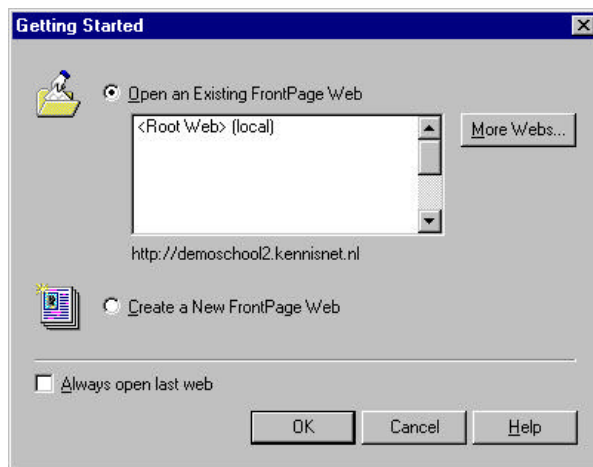 Getting Started
Open an Existing FrontPage Web
<Root Web> (local)
More Webs...
http://demoschool2.kennisnet.nl
Create a New FrontPage Web
Always open last web
OK Cancel Help